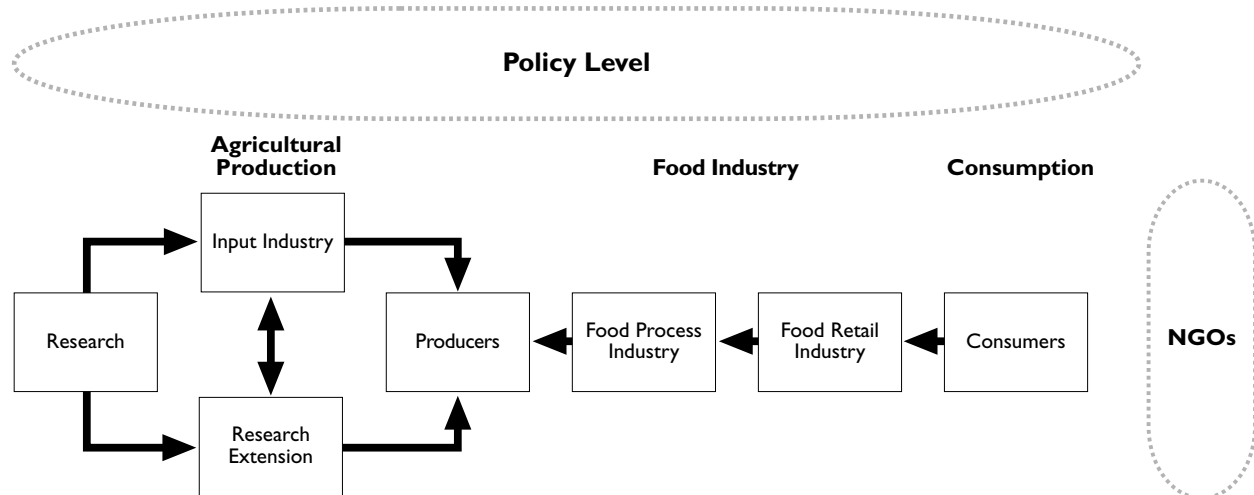 Policy Level
Agricultural
Production
Food Industry
Consumption
Input Industry
Research
Producers
Food Process
Industry
Food Retail
Industry
Consumers
NGOs
Research
Extension